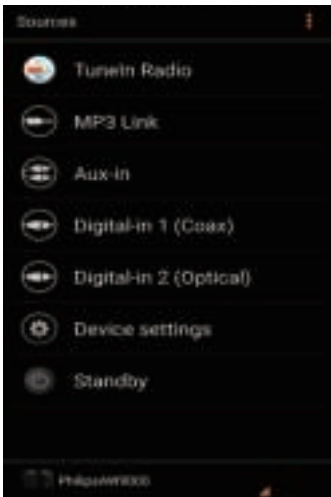 Sources
TuneIn Radio
MP3 Link
Aux-in
Digital-in 1 (Coax)
Digital-in 2 (Optical)
Device settings
Standby